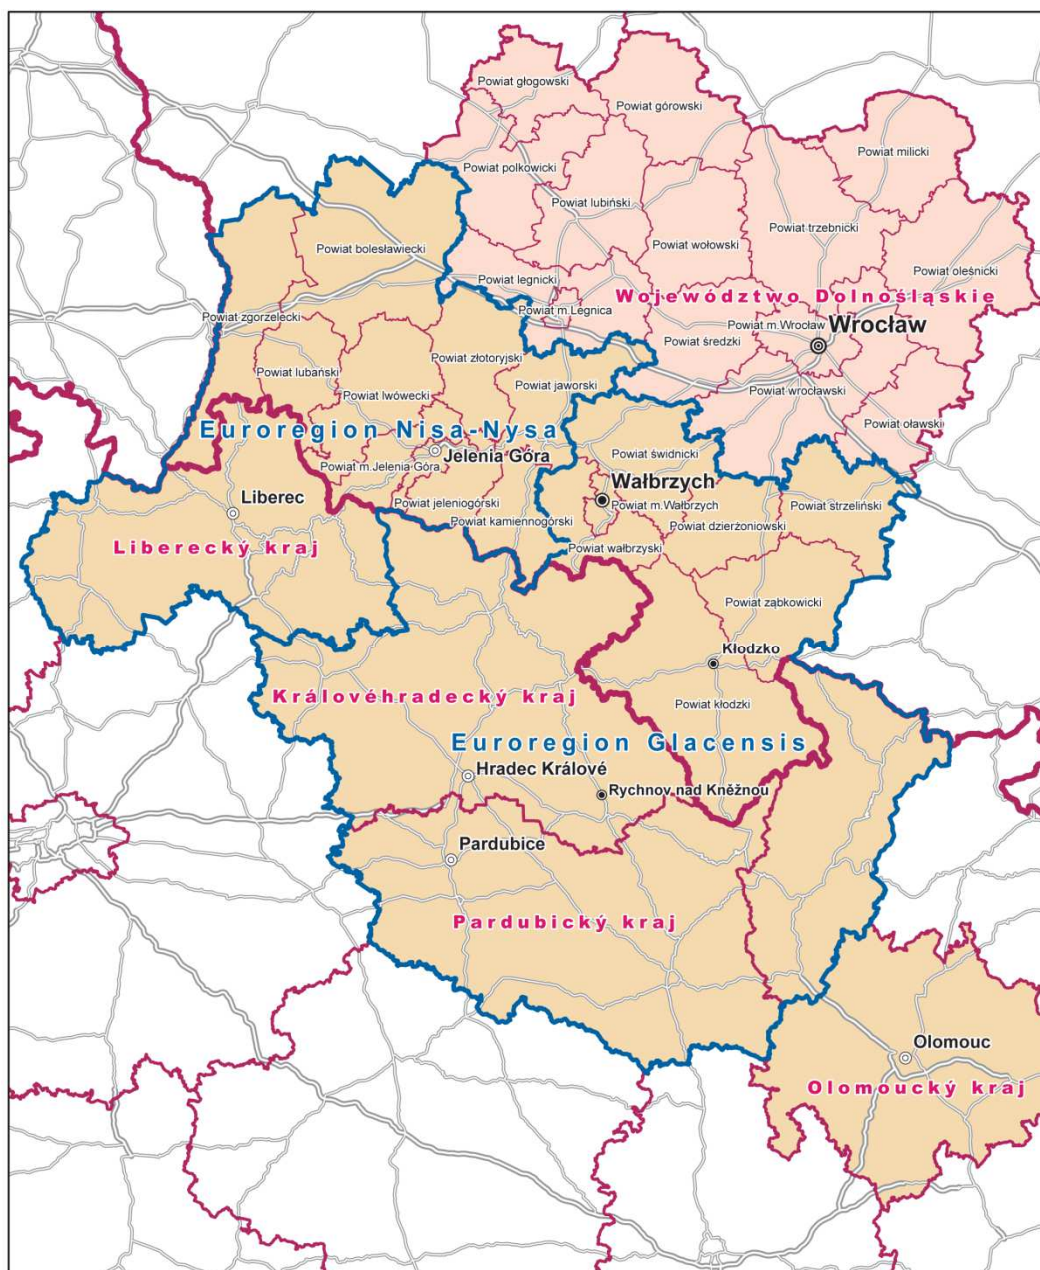 Powiat głogowski
Powiat górowski
Powiat milicki
Powiat polkowicki
Powiat lubiński
Powiat trzebnicki
Powiat wołowski
Powiat bolesławiecki
Powiat oleśnicki
Powiat legnicki
Województwo Dolnośląskie
Powiat m.Legnica
Powiat zgorzelecki
Powiat m.Wrocław
Wrocław
Powiat średzki
Powiat złotoryjski
Powiat lubański
Powiat jaworski
Powiat wrocławski
Powiat lwówecki
Powiat oławski
Euroregion Nisa-Nysa
Jelenia Góra
Powiat świdnicki
Powiat m.Jelenia Góra
Wałbrzych
Liberec
Powiat jeleniogórski
Powiat m.Wałbrzych
Powiat strzeliński
Powiat kamiennogórski
Powiat dzierżoniowski
Liberecký kraj
Powiat wałbrzyski
Powiat ząbkowicki
Kłodzko
Královéhradecký kraj
Powiat kłodzki
Euroregion Glacensis
Hradec Králové
Rychnov nad Kněžnou
Pardubice
Pardubický kraj
Olomouc
Olomoucký kraj